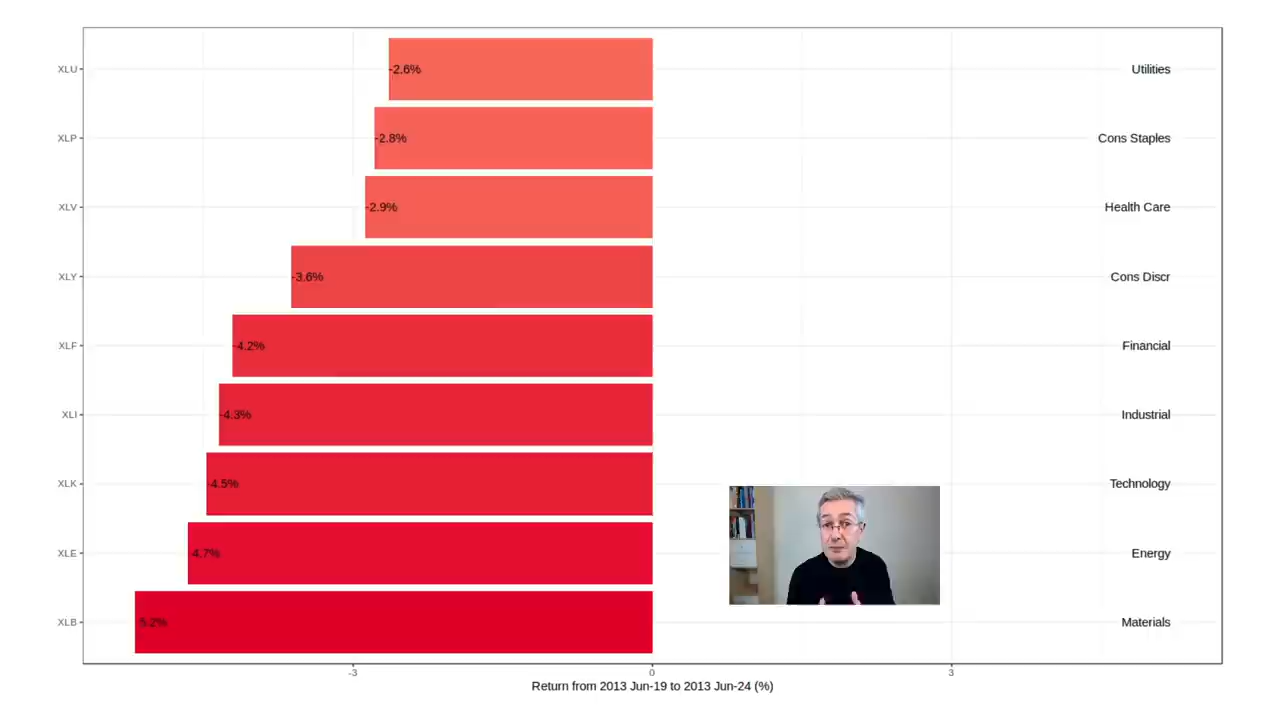 XLU -2.6% Utilities
XLP -2.8% Cons Staples
XLV -2.9% Health Care
XLY -3.6% Cons Discr
XLF -4.2% Financial
XLI -4.3% Industrial
XLK -4.5% Technology
XLE -4.7% Energy
XLB -5.2% Materials
-3 0 3
Return from 2013 Jun-19 to 2013 Jun-24 (%)